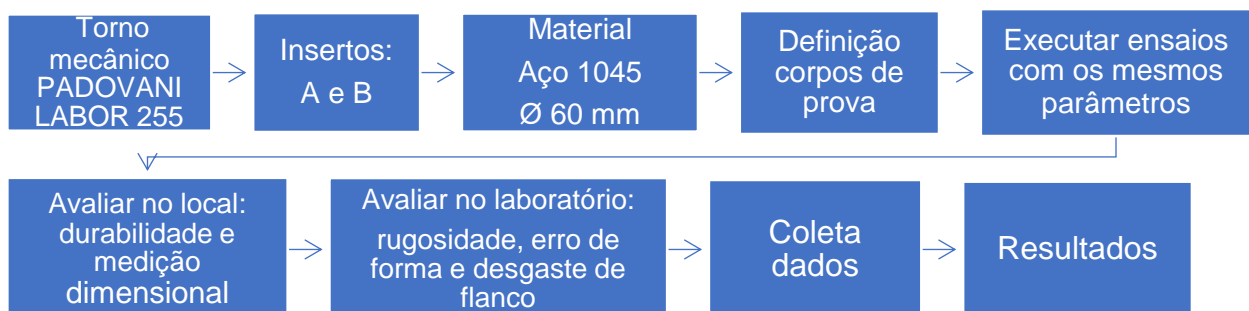 Torno
mecânico
PADOVANI
LABOR 255
Insertos:
A e B
Material
Aço 1045
Ø 60 mm
Definição
corpos de
prova
Executar ensaios
com os mesmos
parâmetros
Avaliar no local:
durabilidade e
medição
dimensional
Avaliar no laboratório:
rugosidade, erro de
forma e desgaste de
flanco
Coleta
dados
Resultados